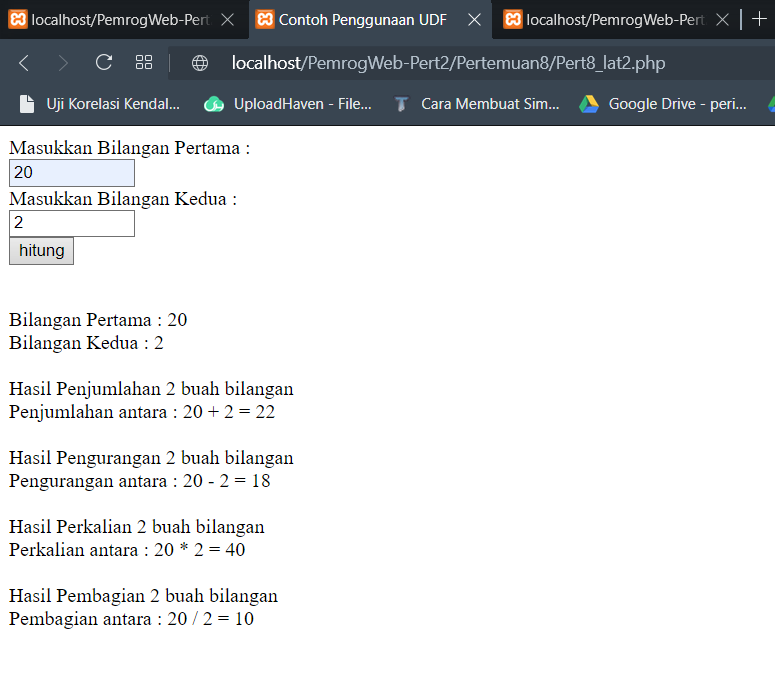 localhost/PemrogWeb-Pert
Contoh Penggunaan UDF
localhost/PemrogWeb-Pert
localhost/PemrogWeb-Pert2/Pertemuan8/Pert8_lat2.php
Uji Korelasi Kendal...
UploadHaven - File...
Cara Membuat Sim...
Google Drive - peri...
Masukkan Bilangan Pertama :
20
Masukkan Bilangan Kedua :
2
hitung
Bilangan Pertama : 20
Bilangan Kedua : 2
Hasil Penjumlahan 2 buah bilangan
Penjumlahan antara : 20 + 2 = 22
Hasil Pengurangan 2 buah bilangan
Pengurangan antara : 20 - 2 = 18
Hasil Perkalian 2 buah bilangan
Perkalian antara : 20 * 2 = 40
Hasil Pembagian 2 buah bilangan
Pembagian antara : 20 / 2 = 10